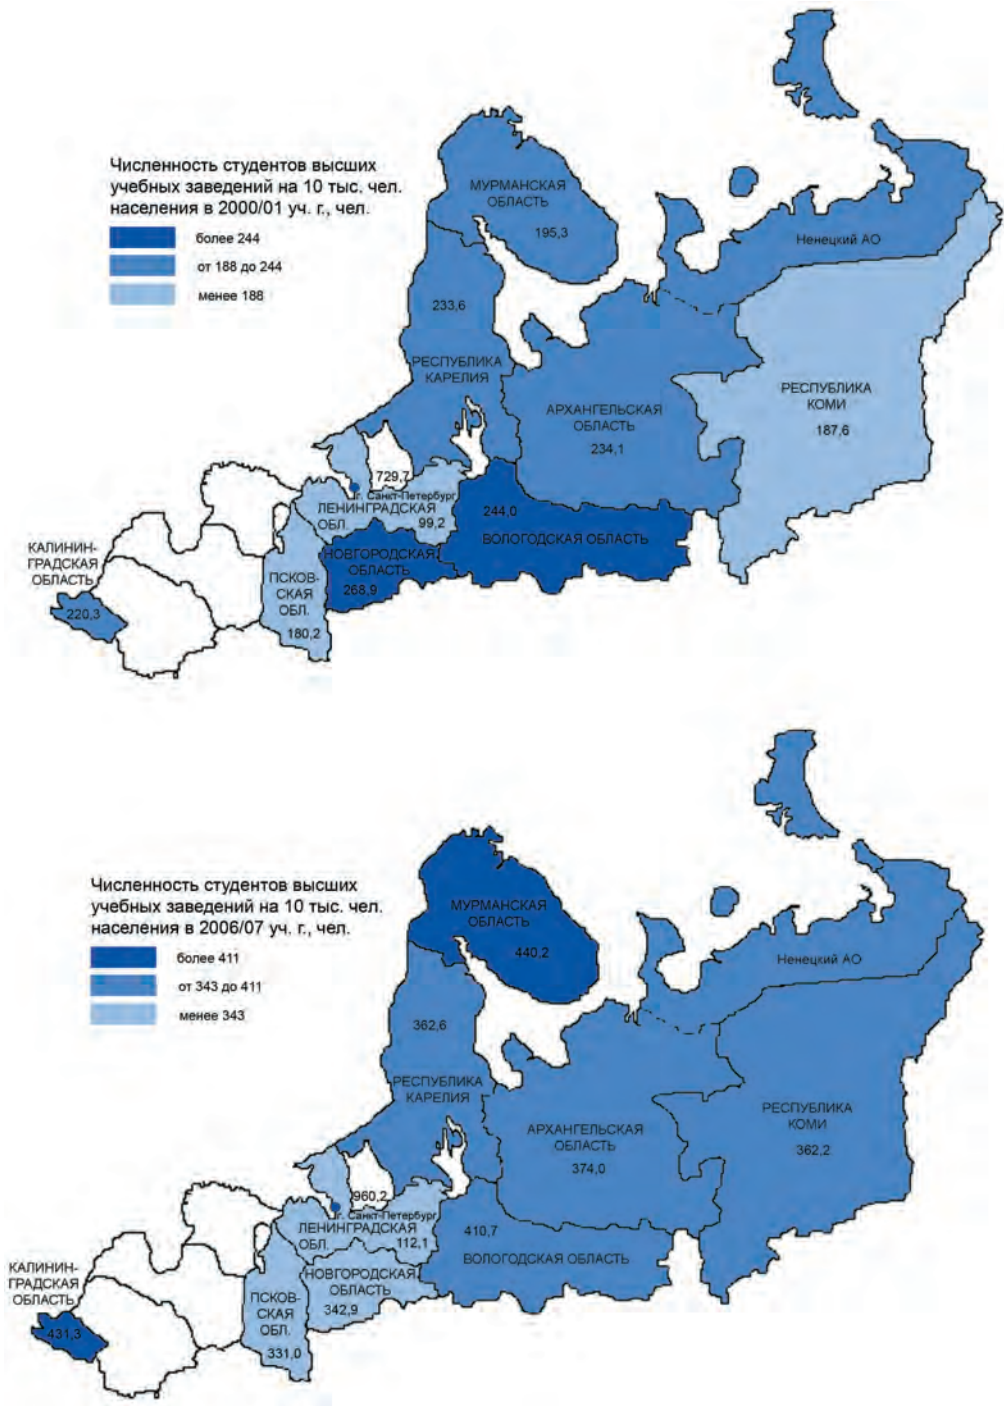 Численность студентов высших
учебных заведений на 10 тыс. чел.
населения в 2000/01 уч. г., чел.
более 244
от 188 до 244
менее 188
МУРМАНСКАЯ
ОБЛАСТЬ
195,3
Ненецкий АО
233,6
РЕСПУБЛИКА
КАРЕЛИЯ
РЕСПУБЛИКА
КОМИ
187,6
АРХАНГЕЛЬСКАЯ
ОБЛАСТЬ
234,1
729,7
г. Санкт-Петербург
ЛЕНИНГРАДСКАЯ
ОБЛ.
99,2
244,0
ВОЛОГОДСКАЯ ОБЛАСТЬ
НОВГОРОДСКАЯ
ОБЛАСТЬ
268,9
КАЛИНИН-
ГРАДСКАЯ
ОБЛАСТЬ
220,3
ПСКОВ-
СКАЯ
ОБЛ.
180,2
Численность студентов высших
учебных заведений на 10 тыс. чел.
населения в 2006/07 уч. г., чел.
более 411
от 343 до 411
менее 343
МУРМАНСКАЯ
ОБЛАСТЬ
440,2
Ненецкий АО
362,6
РЕСПУБЛИКА
КАРЕЛИЯ
РЕСПУБЛИКА
КОМИ
362,2
АРХАНГЕЛЬСКАЯ
ОБЛАСТЬ
374,0
960,2
г. Санкт-Петербург
ЛЕНИНГРАДСКАЯ
ОБЛ.
112,1
410,7
ВОЛОГОДСКАЯ ОБЛАСТЬ
НОВГОРОДСКАЯ
ОБЛАСТЬ
342,9
КАЛИНИН-
ГРАДСКАЯ
ОБЛАСТЬ
431,3
ПСКОВ-
СКАЯ
ОБЛ.
331,0